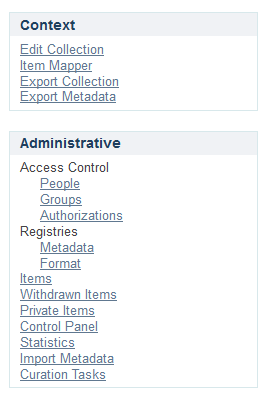 Context
Edit Collection
Item Mapper
Export Collection
Export Metadata
Administrative
Access Control
People
Groups
Authorizations
Registries
Metadata
Format
Items
Withdrawn Items
Private Items
Control Panel
Statistics
Import Metadata
Curation Tasks